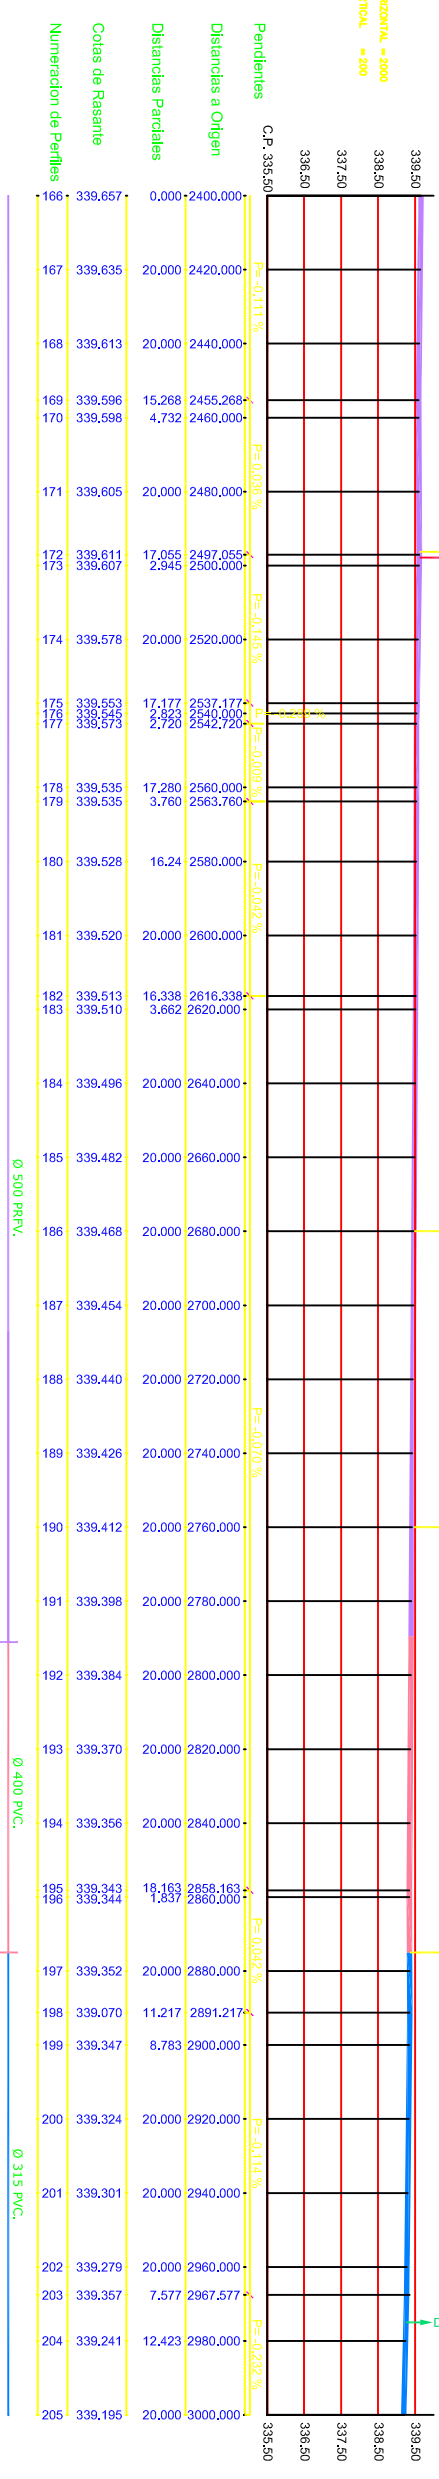 RIZONTAL = 2000
TICAL = 200
Pendientes
Distancias a Origen
Distancias Parciales
Cotas de Rasante
Numeracion de Perfiles
C.P. 335.50 336.50 337.50 338.50 339.50
166 339.657 0.000 2400.000
P= -0.111 %
167 339.635 20.000 2420.000
168 339.613 20.000 2440.000
169 339.596 15.268 2455.268
170 339.598 4.732 2460.000
P= 0.036 %
171 339.605 20.000 2480.000
172 339.611 17.055 2497.055
173 339.607 2.945 2500.000
P= -0.145 %
174 339.578 20.000 2520.000
175 339.553 17.177 2537.177
176 339.545 2.823 2540.000
177 339.573 2.720 2542.720
178 339.535 17.280 2560.000
179 339.535 3.760 2563.760
180 339.528 16.24 2580.000
P= -0.042 %
181 339.520 20.000 2600.000
182 339.513 16.338 2616.338
183 339.510 3.662 2620.000
184 339.496 20.000 2640.000
185 339.482 20.000 2660.000
Ø 500 PRFV.
186 339.468 20.000 2680.000
187 339.454 20.000 2700.000
188 339.440 20.000 2720.000
P= -0.070 %
189 339.426 20.000 2740.000
190 339.412 20.000 2760.000
191 339.398 20.000 2780.000
192 339.384 20.000 2800.000
193 339.370 20.000 2820.000
Ø 400 PVC.
194 339.356 20.000 2840.000
195 339.343 18.163 2858.163
196 339.344 1.837 2860.000
P= 0.042 %
197 339.352 20.000 2880.000
198 339.070 11.217 2891.217
199 339.347 8.783 2900.000
200 339.324 20.000 2920.000
P= -0.114 %
Ø 315 PVC.
201 339.301 20.000 2940.000
202 339.279 20.000 2960.000
203 339.357 7.577 2967.577
D
204 339.241 12.423 2980.000
P= -0.232 %
205 339.195 20.000 3000.000
335.50 336.50 337.50 338.50 339.50